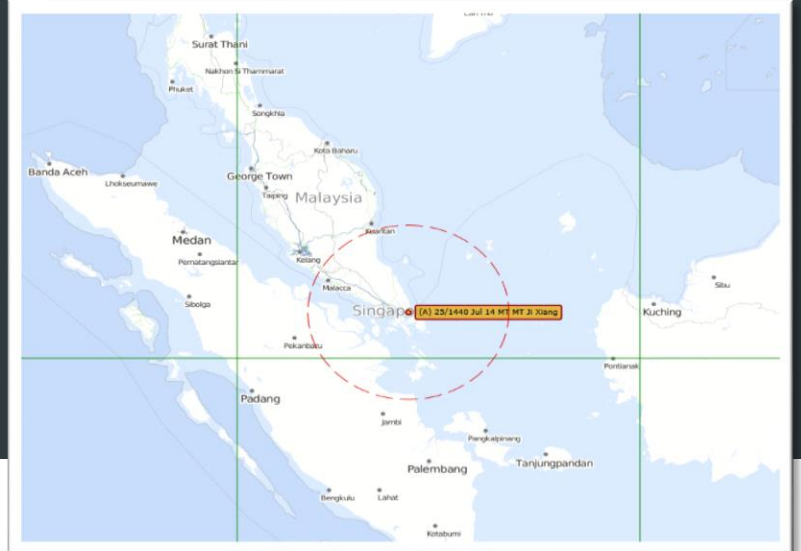 Surat Thani
Nakhon Si Thammarat
Phuket
Songkhla
Kota Baharu
Banda Aceh
Lhokseumawe
George Town
Taiping
Malaysia
Kuantan
Medan
Pematangsiantar
Kelang
Malacca
Sibolga
Singapo
(A) 25/1440 Jul 14 MT MT Ji Xiang
Sibu
Kuching
Pekanbaru
Pontianak
Padang
Jambi
Pangkalpinang
Palembang
Tanjungpandan
Bengkulu
Lahat
Kotabumi